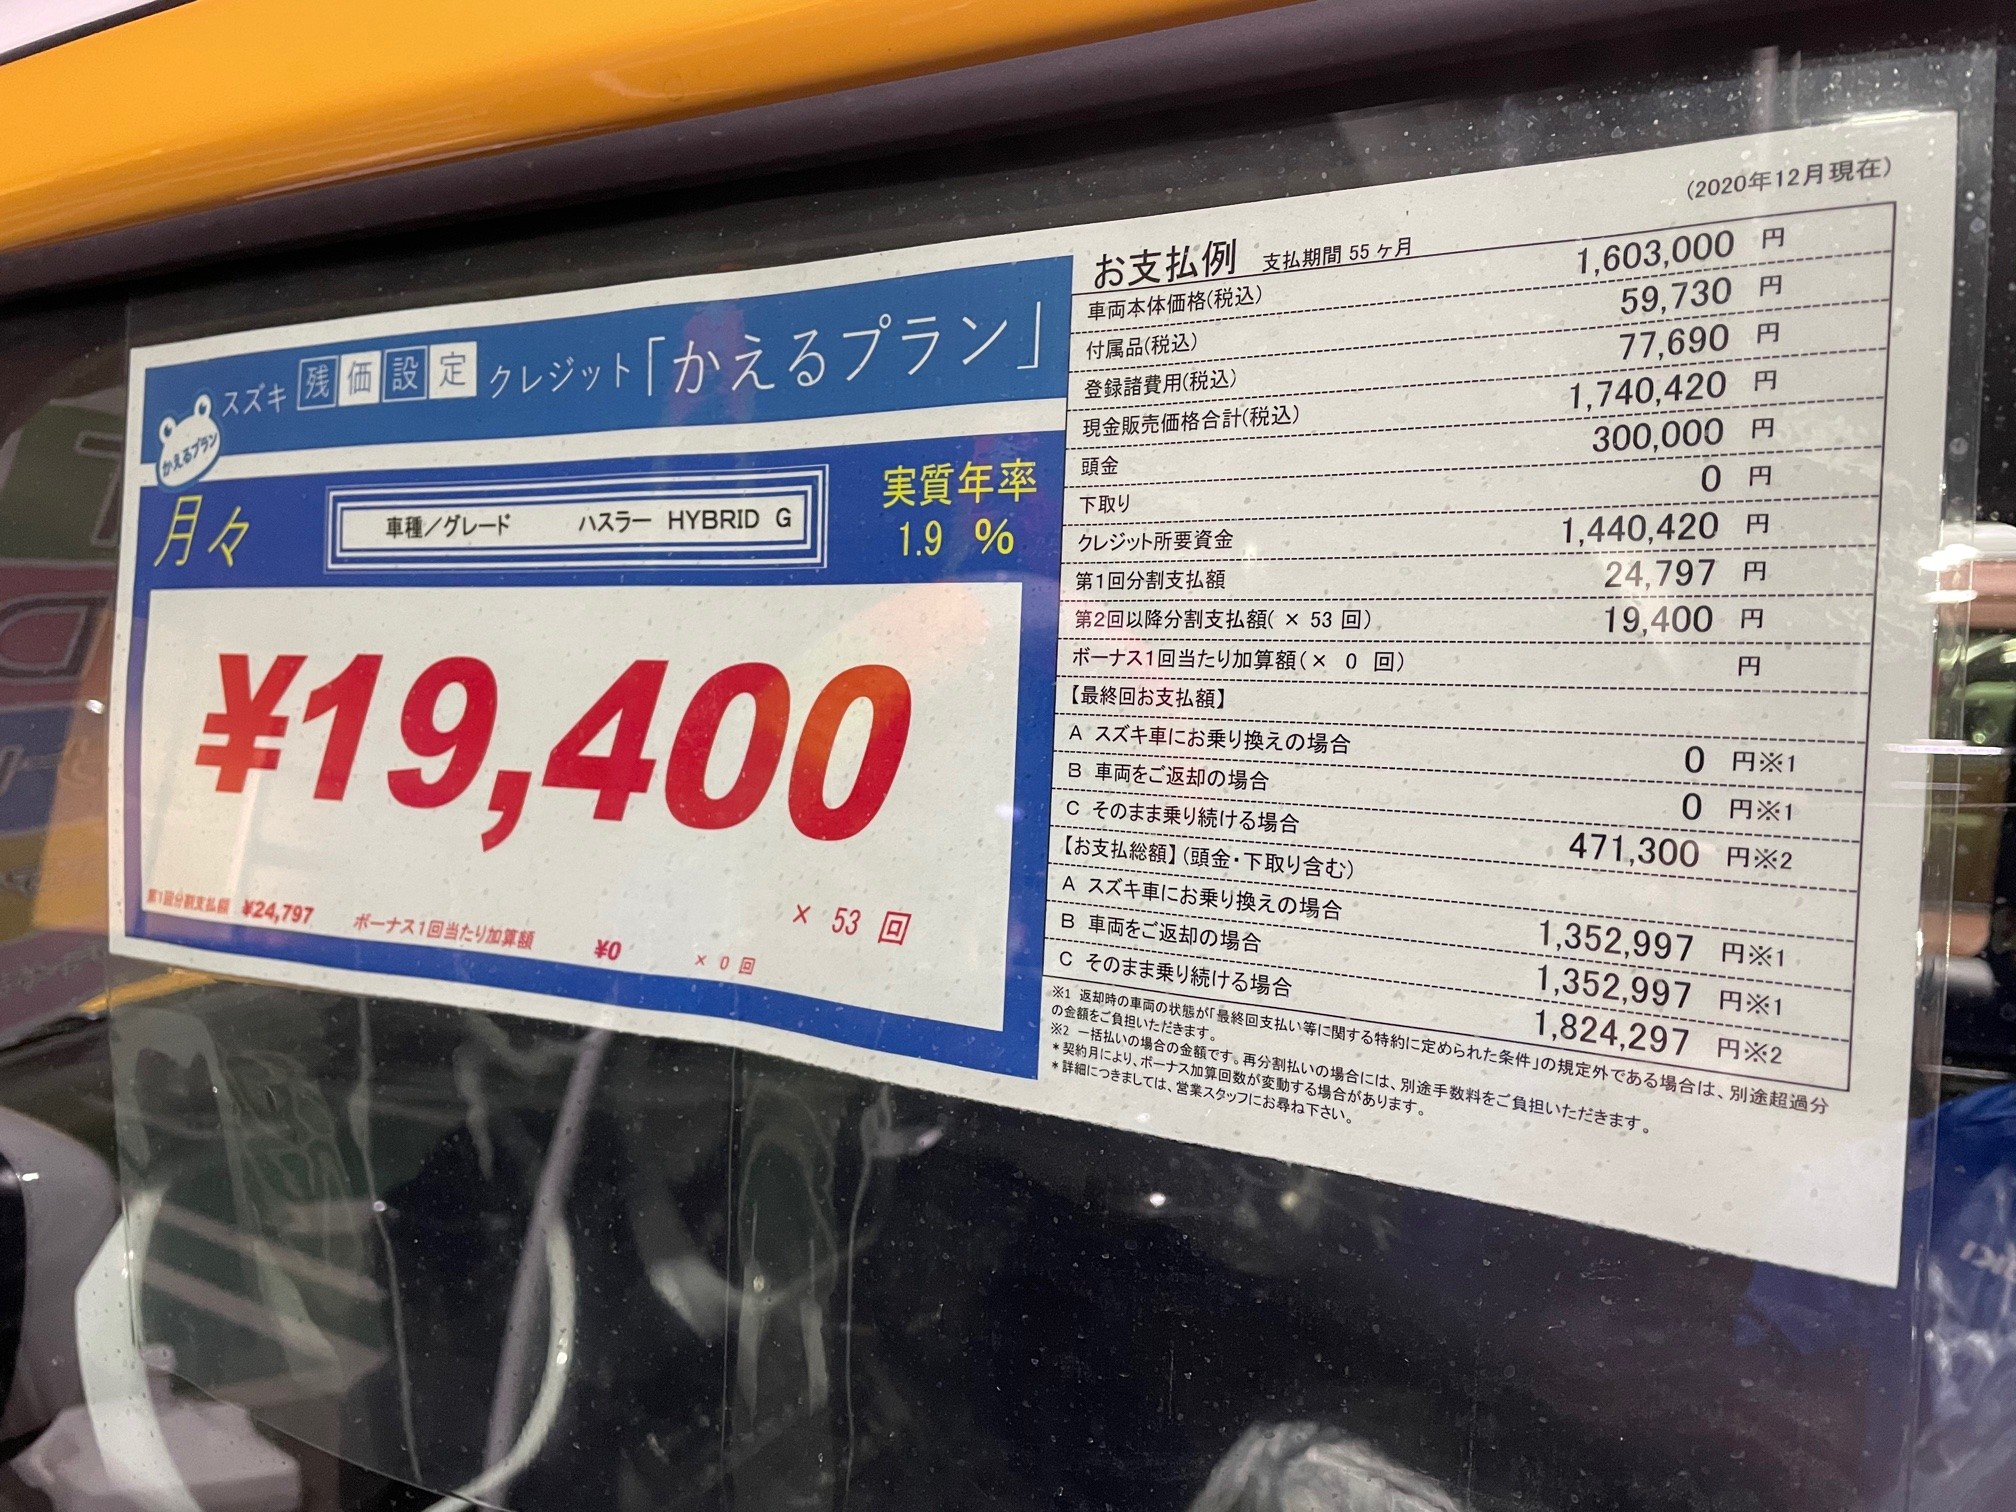 スズキ 残価設定 クレジット「かえるプラン」
かえるプラン
月々
車種／グレード ハスラー HYBRID G
実質年率
1.9 %
¥19,400
× 53 回
第1回分割支払額 ¥24,797 ボーナス1回当たり加算額 ¥0 × 0 回
(2020年12月現在)
お支払例 支払期間 55 ヶ月
車両本体価格(税込) 1,603,000 円
付属品(税込) 59,730 円
登録諸費用(税込) 77,690 円
現金販売価格合計(税込) 1,740,420 円
頭金 300,000 円
下取り 0 円
クレジット所要資金 1,440,420 円
第1回分割支払額 24,797 円
第2回以降分割支払額( × 53 回) 19,400 円
ボーナス1回当たり加算額(× 0 回) 円
【最終回お支払額】
A スズキ車にお乗り換えの場合 0 円※1
B 車両をご返却の場合 0 円※1
C そのまま乗り続ける場合 471,300 円※2
【お支払総額】(頭金・下取り含む)
A スズキ車にお乗り換えの場合 1,352,997 円※1
B 車両をご返却の場合 1,352,997 円※1
C そのまま乗り続ける場合 1,824,297 円※2
※1 返却時の車両の状態が「最終回支払い等に関する特約に定められた条件」の規定外である場合は、別途超過分
の金額をご負担いただきます。
※2 一括払いの場合の金額です。再分割払いの場合には、別途手数料をご負担いただきます。
＊契約月により、ボーナス加算回数が変動する場合があります。
＊詳細につきましては、営業スタッフにお尋ね下さい。